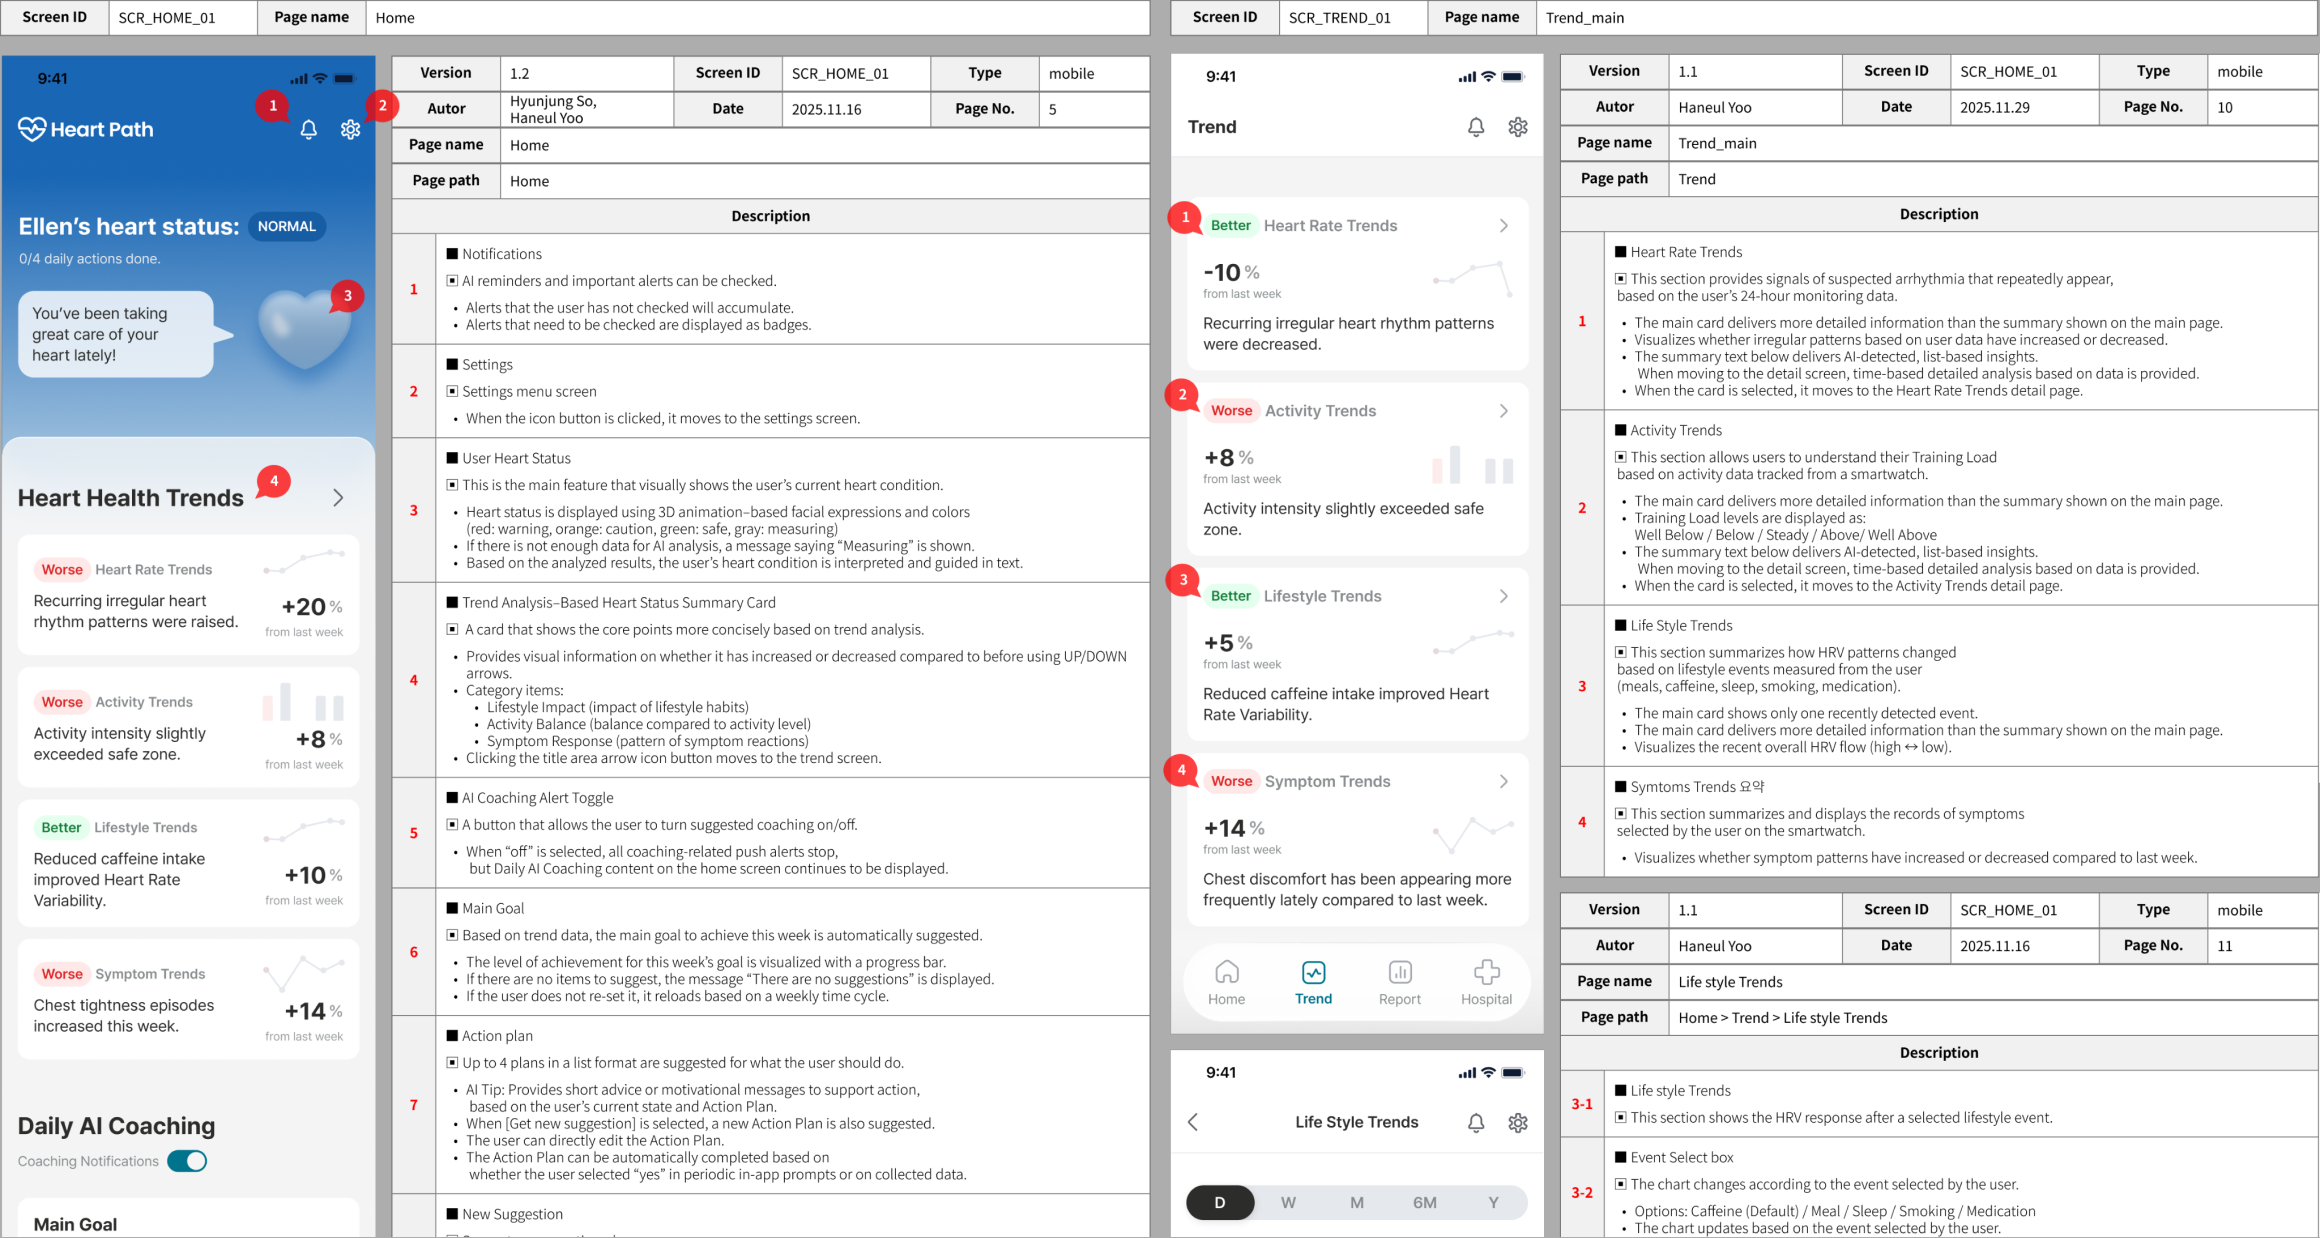 Screen ID SCR_HOME_01 Page name Home
9:41
1
2
Heart Path
Ellen's heart status: NORMAL
0/4 daily actions done.
3
You've been taking
great care of your
heart lately!
Heart Health Trends
4
Worse Heart Rate Trends
Recurring irregular heart
rhythm patterns were raised.
+20 %
from last week
Worse Activity Trends
Activity intensity slightly
exceeded safe zone.
+8 %
from last week
Better Lifestyle Trends
Reduced caffeine intake
improved Heart Rate
Variability.
+10 %
from last week
Worse Symptom Trends
Chest tightness episodes
increased this week.
+14 %
from last week
Daily AI Coaching
Coaching Notifications
Main Goal
Version 1.2 Screen ID SCR_HOME_01 Type mobile
Autor Hyunjung So,
Haneul Yoo Date 2025.11.16 Page No. 5
Page name Home
Page path Home
Description
1
■ Notifications
▣ AI reminders and important alerts can be checked.
• Alerts that the user has not checked will accumulate.
• Alerts that need to be checked are displayed as badges.
2
■ Settings
▣ Settings menu screen
• When the icon button is clicked, it moves to the settings screen.
3
■ User Heart Status
▣ This is the main feature that visually shows the user's current heart condition.
• Heart status is displayed using 3D animation–based facial expressions and colors
(red: warning, orange: caution, green: safe, gray: measuring)
• If there is not enough data for AI analysis, a message saying “Measuring” is shown.
• Based on the analyzed results, the user's heart condition is interpreted and guided in text.
4
■ Trend Analysis–Based Heart Status Summary Card
▣ A card that shows the core points more concisely based on trend analysis.
• Provides visual information on whether it has increased or decreased compared to before using UP/DOWN
arrows.
• Category items:
• Lifestyle Impact (impact of lifestyle habits)
• Activity Balance (balance compared to activity level)
• Symptom Response (pattern of symptom reactions)
• Clicking the title area arrow icon button moves to the trend screen.
5
■ AI Coaching Alert Toggle
▣ A button that allows the user to turn suggested coaching on/off.
• When “off” is selected, all coaching-related push alerts stop,
but Daily AI Coaching content on the home screen continues to be displayed.
6
■ Main Goal
▣ Based on trend data, the main goal to achieve this week is automatically suggested.
• The level of achievement for this week's goal is visualized with a progress bar.
• If there are no items to suggest, the message “There are no suggestions” is displayed.
• If the user does not re-set it, it reloads based on a weekly time cycle.
7
■ Action plan
▣ Up to 4 plans in a list format are suggested for what the user should do.
• AI Tip: Provides short advice or motivational messages to support action,
based on the user's current state and Action Plan.
• When [Get new suggestion] is selected, a new Action Plan is also suggested.
• The user can directly edit the Action Plan.
• The Action Plan can be automatically completed based on
whether the user selected “yes” in periodic in-app prompts or on collected data.
■ New Suggestion
Screen ID SCR_TREND_01 Page name Trend_main
9:41
Trend
1
Better Heart Rate Trends
-10 %
from last week
Recurring irregular heart rhythm patterns
were decreased.
2
Worse Activity Trends
+8 %
from last week
Activity intensity slightly exceeded safe
zone.
3
Better Lifestyle Trends
+5 %
from last week
Reduced caffeine intake improved Heart
Rate Variability.
4
Worse Symptom Trends
+14 %
from last week
Chest discomfort has been appearing more
frequently lately compared to last week.
Home Trend Report Hospital
9:41
Life Style Trends
D W M 6M Y
Version 1.1 Screen ID SCR_HOME_01 Type mobile
Autor Haneul Yoo Date 2025.11.29 Page No. 10
Page name Trend_main
Page path Trend
Description
1
■ Heart Rate Trends
▣ This section provides signals of suspected arrhythmia that repeatedly appear,
based on the user's 24-hour monitoring data.
• The main card delivers more detailed information than the summary shown on the main page.
• Visualizes whether irregular patterns based on user data have increased or decreased.
• The summary text below delivers AI-detected, list-based insights.
When moving to the detail screen, time-based detailed analysis based on data is provided.
• When the card is selected, it moves to the Heart Rate Trends detail page.
2
■ Activity Trends
▣ This section allows users to understand their Training Load
based on activity data tracked from a smartwatch.
• The main card delivers more detailed information than the summary shown on the main page.
• Training Load levels are displayed as:
Well Below / Below / Steady / Above/ Well Above
• The summary text below delivers AI-detected, list-based insights.
When moving to the detail screen, time-based detailed analysis based on data is provided.
• When the card is selected, it moves to the Activity Trends detail page.
3
■ Life Style Trends
▣ This section summarizes how HRV patterns changed
based on lifestyle events measured from the user
(meals, caffeine, sleep, smoking, medication).
• The main card shows only one recently detected event.
• The main card delivers more detailed information than the summary shown on the main page.
• Visualizes the recent overall HRV flow (high ↔ low).
4
■ Symtoms Trends 요약
▣ This section summarizes and displays the records of symptoms
selected by the user on the smartwatch.
• Visualizes whether symptom patterns have increased or decreased compared to last week.
Version 1.1 Screen ID SCR_HOME_01 Type mobile
Autor Haneul Yoo Date 2025.11.16 Page No. 11
Page name Life style Trends
Page path Home > Trend > Life style Trends
Description
3-1
■ Life style Trends
▣ This section shows the HRV response after a selected lifestyle event.
3-2
■ Event Select box
▣ The chart changes according to the event selected by the user.
• Options: Caffeine (Default) / Meal / Sleep / Smoking / Medication
• The chart updates based on the event selected by the user.